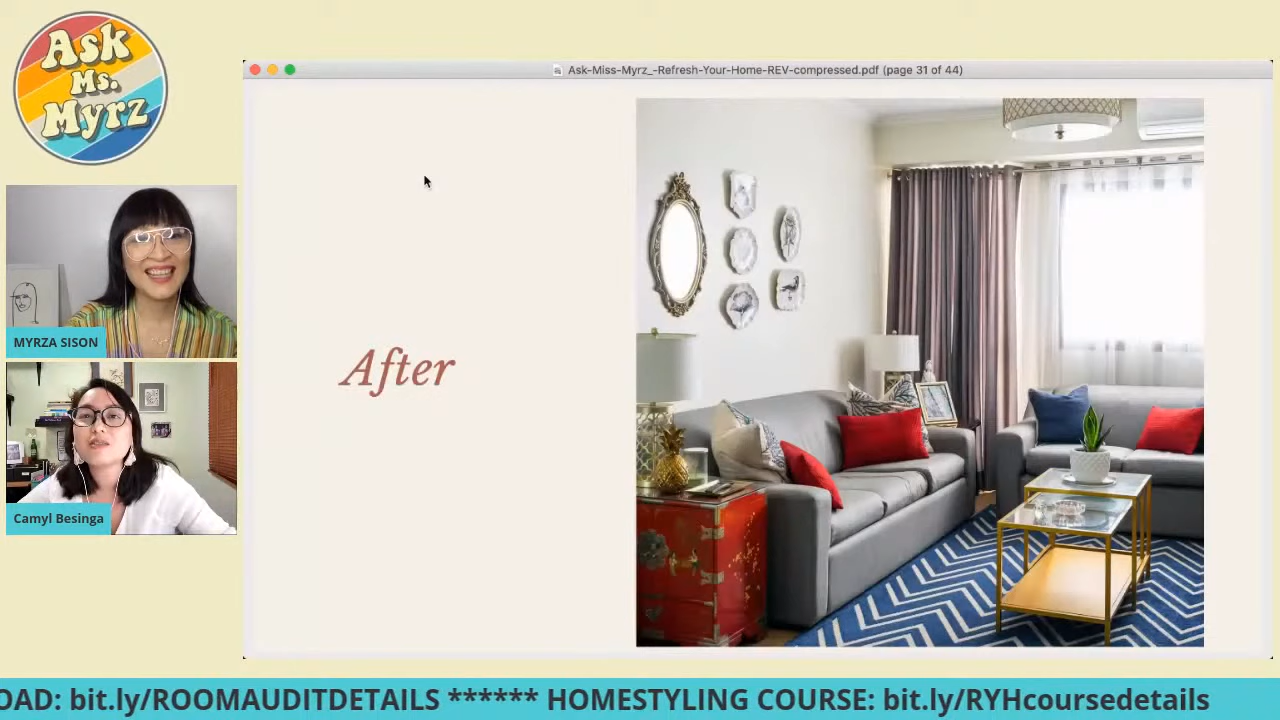 Ask
Ms.
Myrz
Ask-Miss-Myrz_-Refresh-Your-Home-REV-compressed.pdf (page 31 of 44)
After
MYRZA SISON
Camyl Besinga
OAD: bit.ly/ROOMAUDITDETAILS ****** HOMESTYLING COURSE: bit.ly/RYHcoursedetails